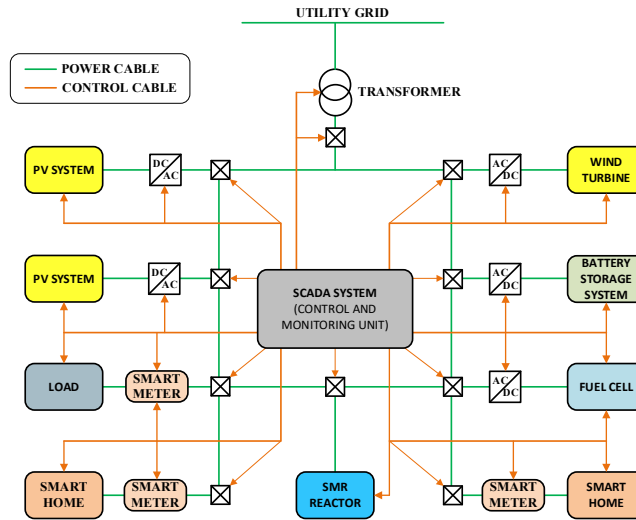 UTILITY GRID
POWER CABLE
CONTROL CABLE
TRANSFORMER
PV SYSTEM
DC
AC
AC
DC
WIND
TURBINE
PV SYSTEM
DC
AC
SCADA SYSTEM
(CONTROL AND
MONITORING UNIT)
AC
DC
BATTERY
STORAGE
SYSTEM
LOAD
SMART
METER
AC
DC
FUEL CELL
SMART
HOME
SMART
METER
SMR
REACTOR
SMART
METER
SMART
HOME